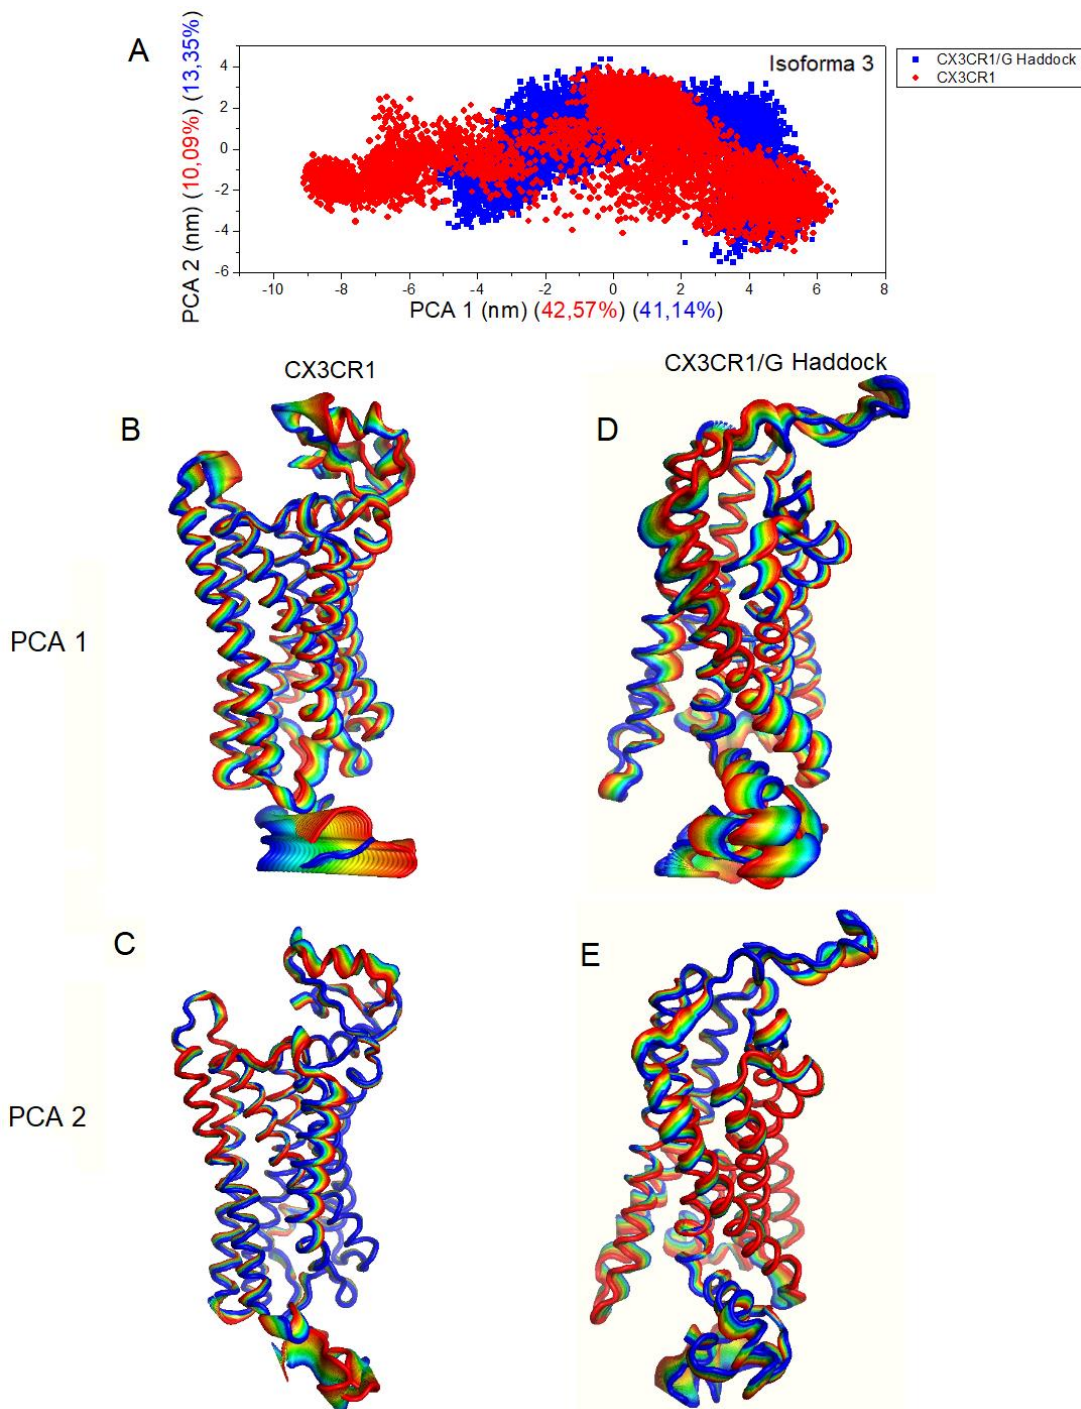 A
PCA 2 (nm) (10,09%) (13,35%)
4
2
0
-2
-4
-6
Isoforma 3
CX3CR1/G Haddock
CX3CR1
-10
-8
-6
-4
-2
0
2
4
6
8
PCA 1 (nm) (42,57%) (41,14%)
CX3CR1
CX3CR1/G Haddock
B
D
PCA 1
C
E
PCA 2